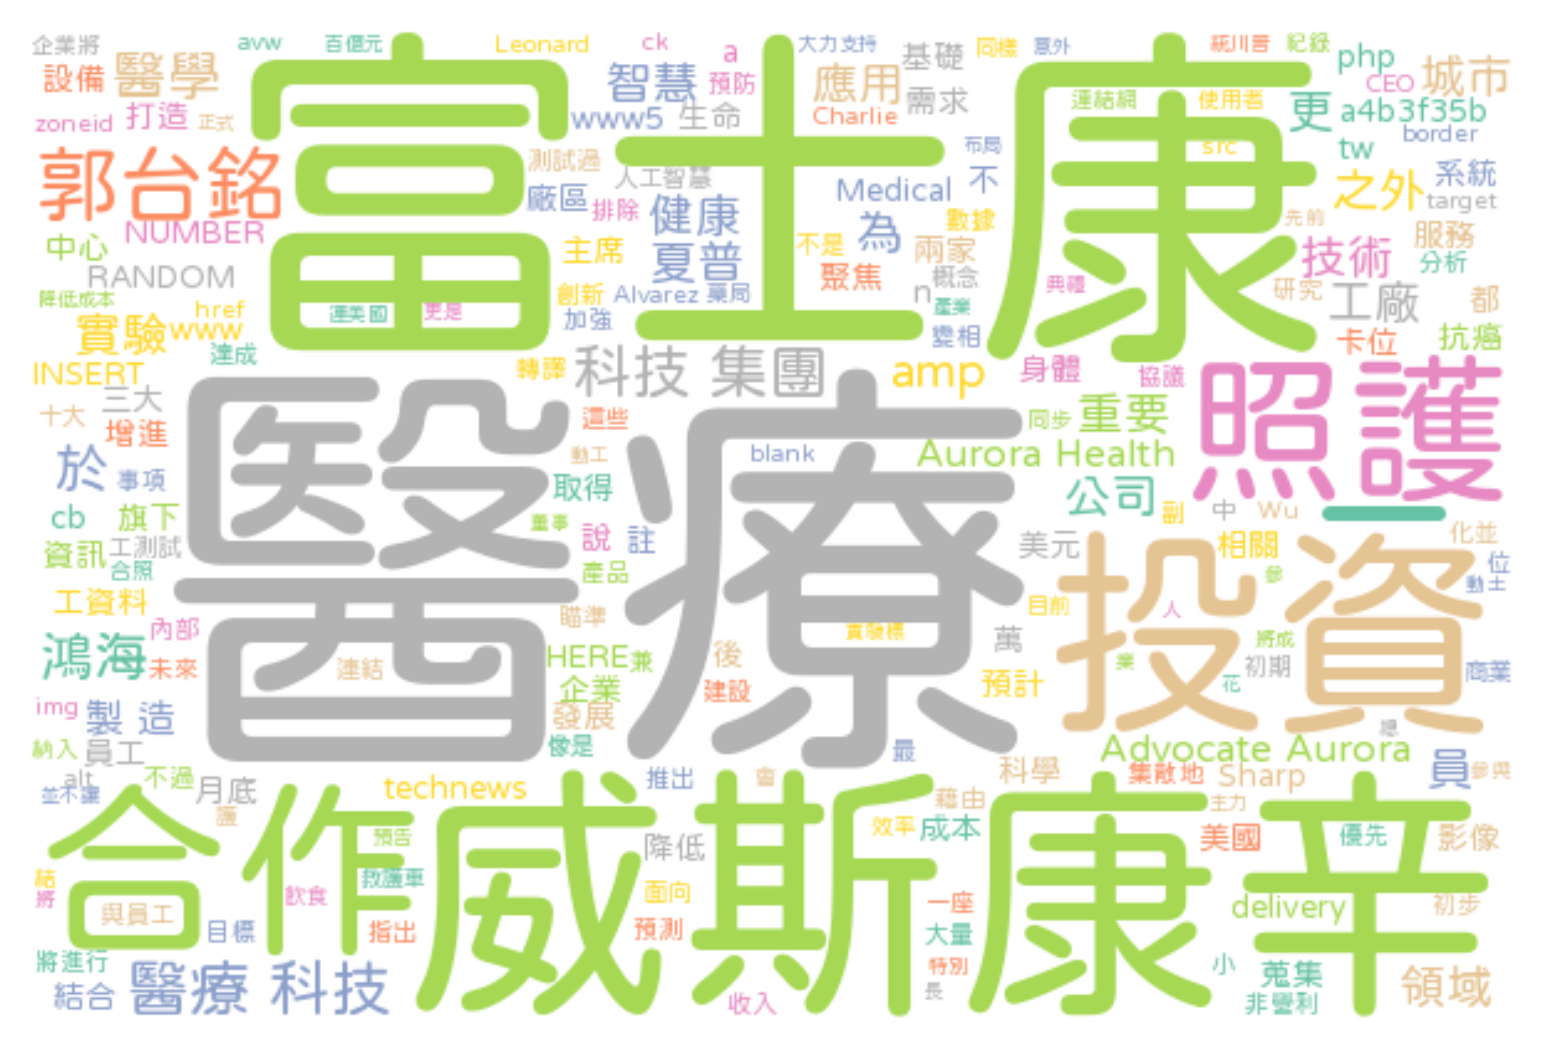 企業將 avw 百億元 Leonard ck a 大力支持 基礎 同樣 意外 統川普 紀錄 php 城市
設備 醫學 智慧 預防 應用 需求 連結網 使用者 更 CEO a4b3f35b
zoneid 打造 正式 www5 生命 Charlie 布局 src tw border
富士康
郭台銘 測試過 人工智慧 Medical 不 之外 系統 target
NUMBER 廠區 排除 健康 數據 為 先前
中心 主席 夏普 不是 兩家 技術 服務 分析
RANDOM 聚焦 概念 n 典禮 研究 工廠 都
降低成本 href 連美國 更是 創新 Alvarez 藥局 產業
實驗 www 加強 變相 卡位 抗癌
達成 轉譯 科技 集團 amp 身體 協議
INSERT 三大 照護
十大 增進 這些 同步 重要
醫療
於 事項 動工 blank Aurora Health
取得 公司 一
cb 旗下 董事 說 註 副 中 Wu 化並
資訊 工測試 合照 產品 美元 相關 位 動土
投資
工資料 瞄準 目前 參 人
鴻海 內部 實驗標 萬 將成
未來 連結 HERE 兼 後 業 初期 商業
企業 建設 預計 花
img 製 造 發展 總
納入 員工 像是 最 Advocate Aurora
alt 不過 月底 technews 推出 會 科學 集散地 Sharp 員 參與
並不讓 護 藉由 主力
合作 威斯康辛
預告 降低 效率 成本 美國 優先 影像
結 救護車 面向
將 與員工 飲食 一座 delivery 初步
目標 指出 預測 大量
將進行 特別 小 蒐集
結合 醫療 科技 收入 長 非營利 領域